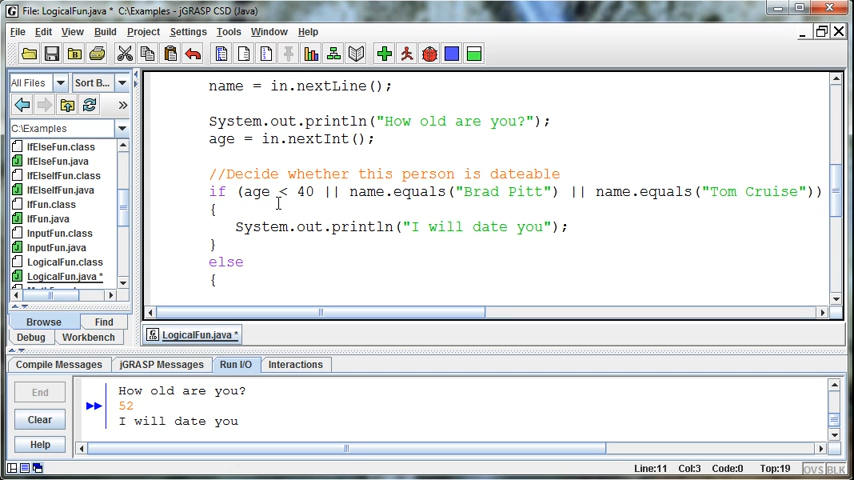 File: LogicalFun.java * C:\Examples - jGRASP CSD (Java)
File Edit View Build Project Settings Tools Window Help
All Files Sort B...
C:\Examples
IfElseFun.class
IfElseFun.java
IfElseIfFun.class
IfElseIfFun.java
IfFun.class
IfFun.java
InputFun.class
InputFun.java
LogicalFun.class
LogicalFun.java *
Browse Find
Debug Workbench
name = in.nextLine();
System.out.println("How old are you?");
age = in.nextInt();
//Decide whether this person is dateable
if (age < 40 || name.equals("Brad Pitt") || name.equals("Tom Cruise"))
{
System.out.println("I will date you");
}
else
{
LogicalFun.java *
Compile Messages jGRASP Messages Run I/O Interactions
End
Clear
Help
How old are you?
52
I will date you
Line:11 Col:3 Code:0 Top:19 OVS BLK